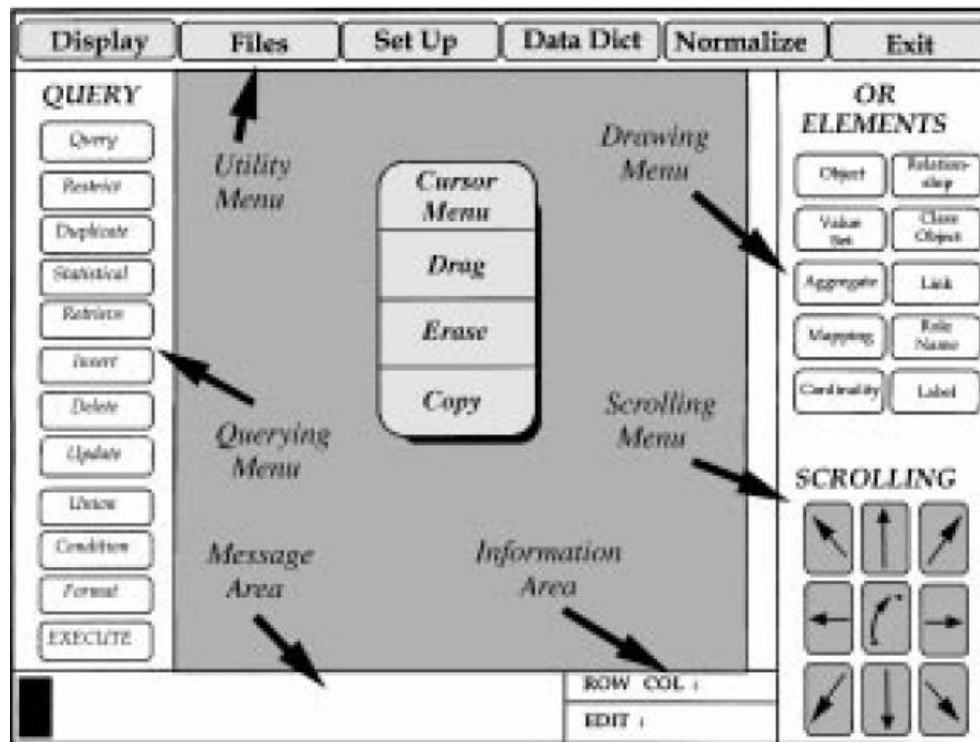 Display
Files
Set Up
Data Dict
Normalize
Exit
QUERY
Query
Restrict
Duplicate
Statistical
Retrieve
Insert
Delete
Update
Union
Condition
Format
EXECUTE
Utility
Menu
Cursor
Menu
Drag
Erase
Copy
Querying
Menu
Message
Area
Information
Area
Drawing
Menu
Scrolling
Menu
OR
ELEMENTS
Object
Relation-
ship
Value
Set
Class
Object
Aggregate
Link
Mapping
Role
Name
Cardinality
Label
SCROLLING
ROW COL :
EDIT :